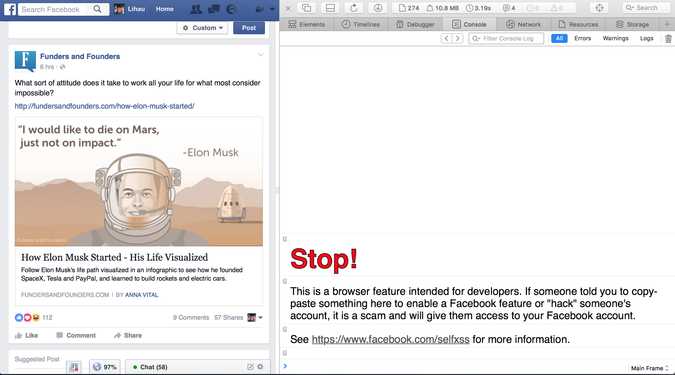 Search Facebook
Lihau
Home
Custom
Post
Funders and Founders
6 hrs ·
What sort of attitude does it take to work all your life for what most consider
impossible?
http://fundersandfounders.com/how-elon-musk-started/
“I would like to die on Mars,
just not on impact.”
-Elon Musk
Funders and Founders
How Elon Musk Started - His Life Visualized
Follow Elon Musk's life path visualized in an infographic to see how he founded
SpaceX, Tesla and PayPal, and learned to build rockets and electric cars.
FUNDERSANDFOUNDERS.COM | BY ANNA VITAL
112
9 Comments 57 Shares
Like Comment Share
Suggested Post
97%
Chat (58)
274 10.8 MB 3.19s 4 0 0
Search
Elements Timelines Debugger Console Network Resources Storage
Filter Console Log
All Errors Warnings Logs
Stop!
This is a browser feature intended for developers. If someone told you to copy-
paste something here to enable a Facebook feature or "hack" someone's
account, it is a scam and will give them access to your Facebook account.
See https://www.facebook.com/selfxss for more information.
Main Frame